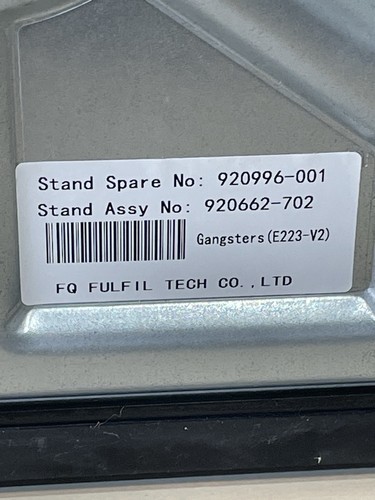 Stand Spare No: 920996-001
Stand Assy No: 920662-702
Gangsters(E223-V2)
FQ FULFIL TECH CO.,LTD